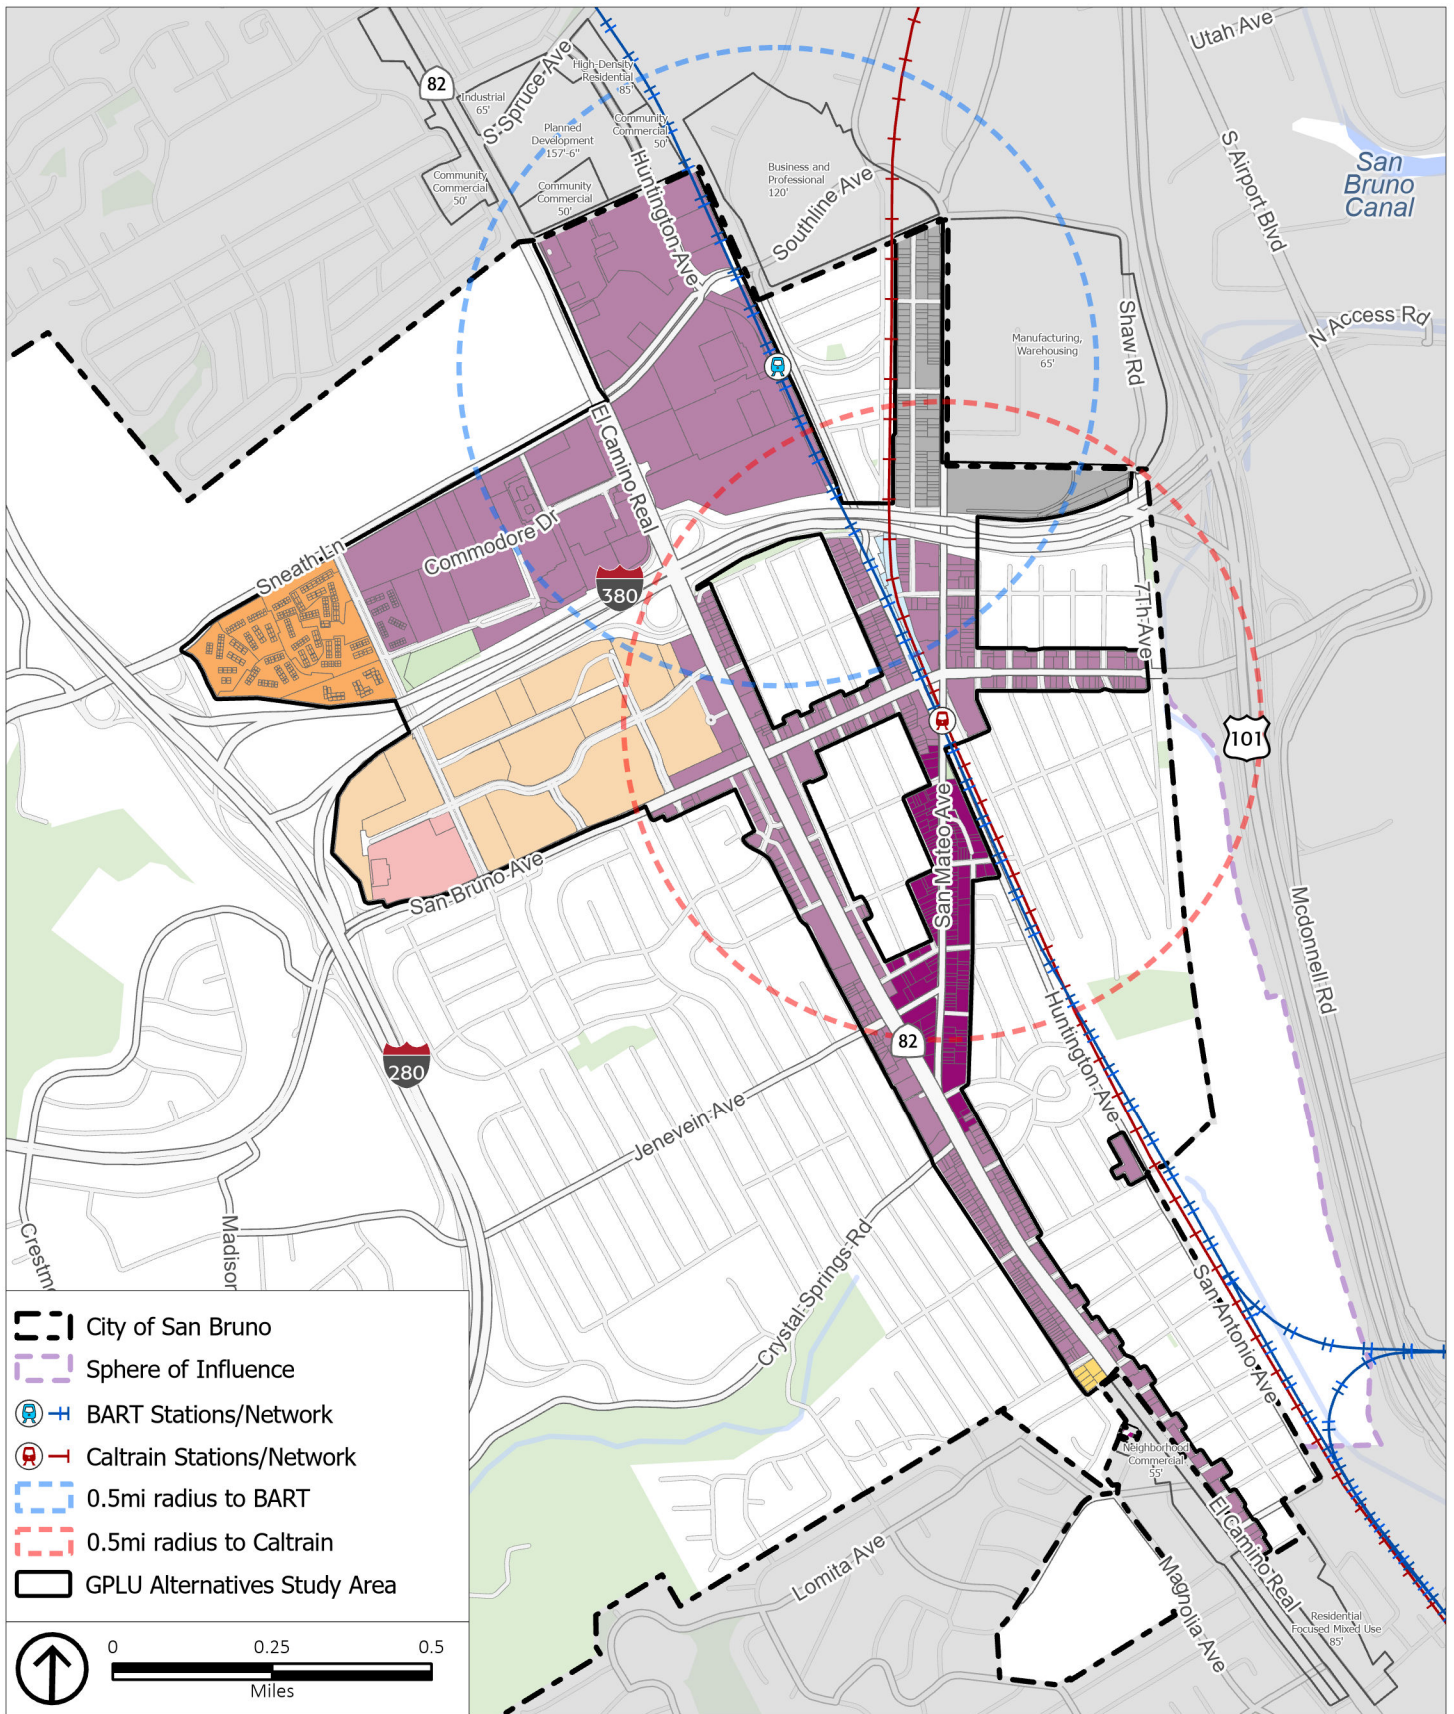 Utah Ave
82
S Spruce Ave
High-Density
Residential
85'
Industrial
65'
Planned
Development
157'-6"
Community
Commercial
50'
Community
Commercial
50'
Community
Commercial
50'
Huntington Ave
Business and
Professional
120'
Southline Ave
S Airport Blvd
San
Bruno
Canal
N Access Rd
Shaw Rd
Manufacturing,
Warehousing
65'
El Camino Real
Commodore Dr
Sneath Ln
380
7Th Ave
101
San Mateo Ave
San Bruno Ave
Mcdonnell Rd
Huntington Ave
82
280
Jenevein Ave
Crystal Springs Rd
San Antonio Ave
Crestmo
Madison
Neighborhood
Commercial
55'
El Camino Real
Lomita Ave
Magnolia Ave
Residential
Focused Mixed Use
85'
City of San Bruno
Sphere of Influence
BART Stations/Network
Caltrain Stations/Network
0.5mi radius to BART
0.5mi radius to Caltrain
GPLU Alternatives Study Area
0 0.25 0.5
Miles